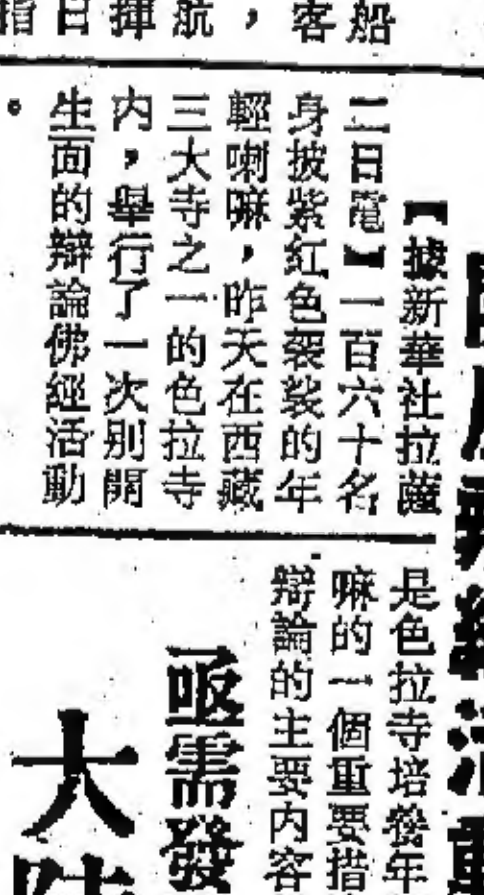 船客，航揮日指
【據新華社拉薩
二日電】一百六十名
身披紫紅色袈裟的年
輕喇嘛，昨天在西藏
三大寺之一的色拉寺
內，舉行了一次別開
生面的辯論佛經活動
。
是色拉寺培養年
嘛的一個重要措
辯論的主要內容
亟需發
大陸